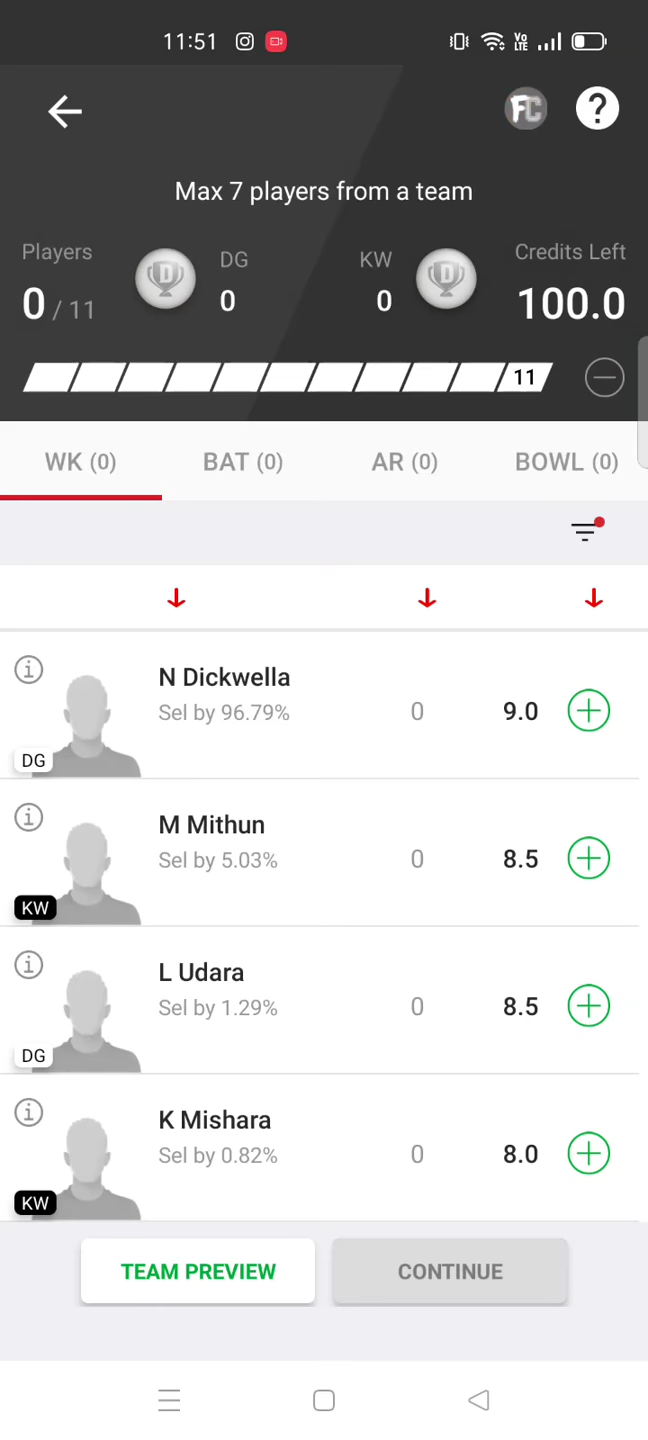 11:51
Vo LTE
FC
?
Max 7 players from a team
Players
0 / 11
D
DG
0
KW
0
D
Credits Left
100.0
11
WK (0)
BAT (0)
AR (0)
BOWL (0)
i
N Dickwella
Sel by 96.79%
0
9.0
DG
i
M Mithun
Sel by 5.03%
0
8.5
KW
i
L Udara
Sel by 1.29%
0
8.5
DG
i
K Mishara
Sel by 0.82%
0
8.0
KW
TEAM PREVIEW
CONTINUE